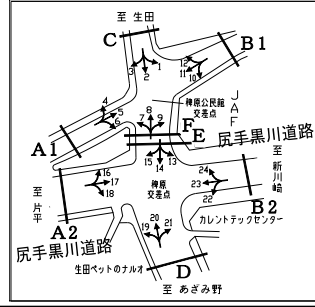 至 生田
C
B1
3
2
1
12
11
10
稗原公民館
交差点
JAF
4
5
6
8
9
F
E
A1
尻手黒川道路
15
14
13
至 新川崎
稗原
交差点
16
17
18
24
23
22
至 片平
A2
B2
カレントテックセンター
尻手黒川道路
19
20
21
生田ペットのナルオ
D
至 あざみ野